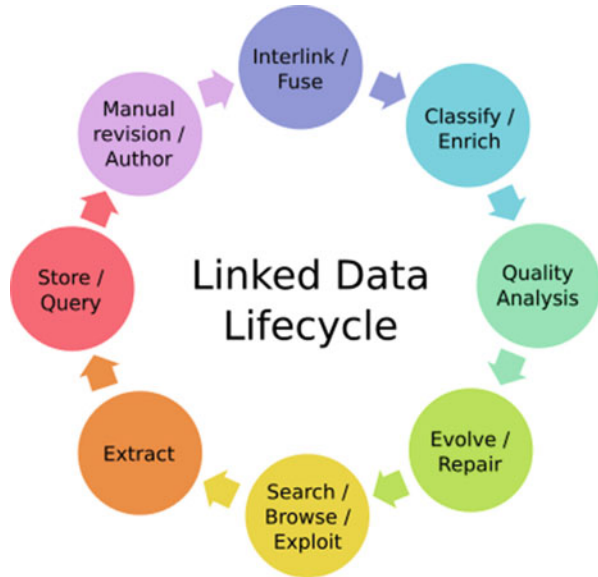 Interlink /
Fuse
Classify /
Enrich
Quality
Analysis
Evolve /
Repair
Search /
Browse /
Exploit
Extract
Store /
Query
Manual
revision /
Author
Linked Data
Lifecycle